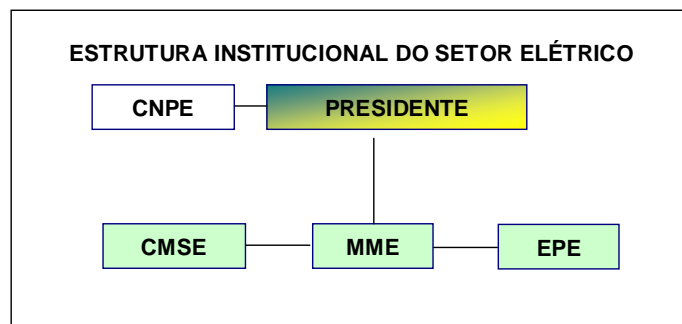 ESTRUTURA INSTITUCIONAL DO SETOR ELÉTRICO
CNPE
PRESIDENTE
CMSE
MME
EPE